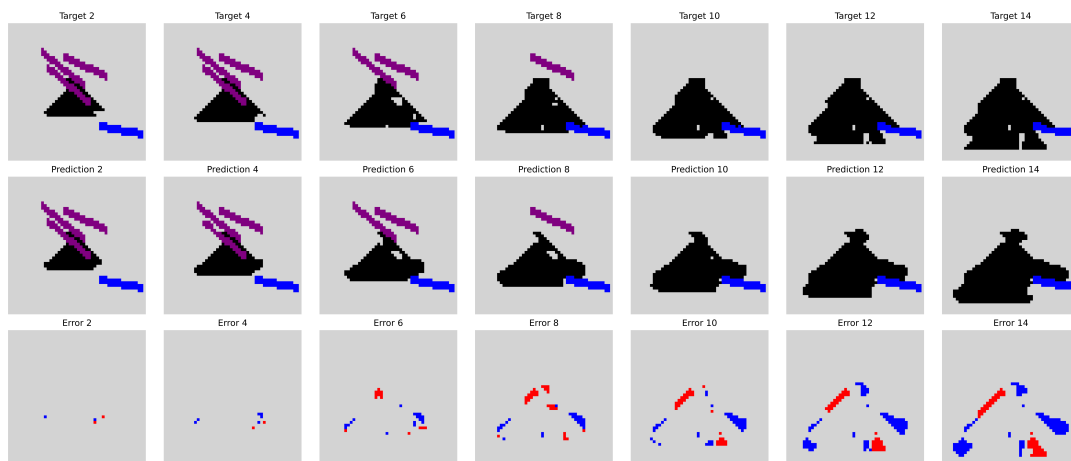 Target 2 Target 4 Target 6 Target 8 Target 10 Target 12 Target 14
Prediction 2 Prediction 4 Prediction 6 Prediction 8 Prediction 10 Prediction 12 Prediction 14
Error 2 Error 4 Error 6 Error 8 Error 10 Error 12 Error 14